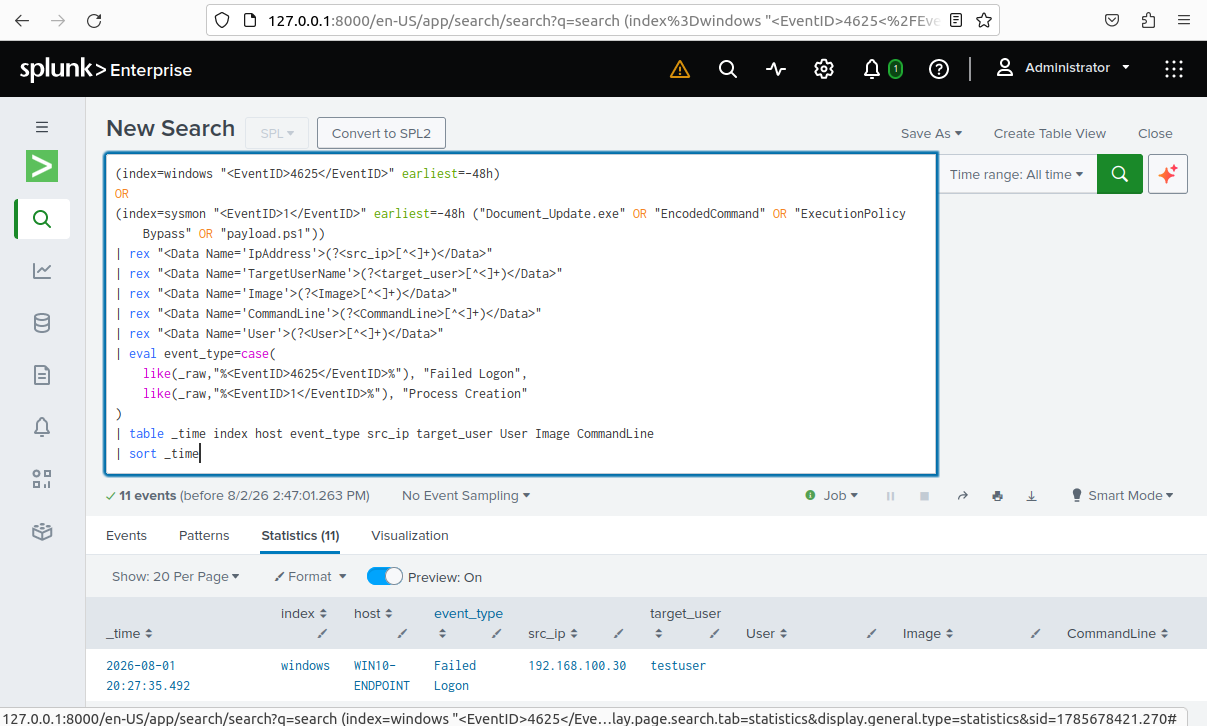 127.0.0.1:8000/en-US/app/search/search?q=search (index%3Dwindows "<EventID>4625<%2FEve
splunk> Enterprise
1
Administrator
New Search
SPL
Convert to SPL2
Save As
Create Table View
Close
(index=windows "<EventID>4625</EventID>" earliest=-48h)
OR
(index=sysmon "<EventID>1</EventID>" earliest=-48h ("Document_Update.exe" OR "EncodedCommand" OR "ExecutionPolicy
Bypass" OR "payload.ps1"))
| rex "<Data Name='IpAddress'>(?<src_ip>[^<]+)</Data>"
| rex "<Data Name='TargetUserName'>(?<target_user>[^<]+)</Data>"
| rex "<Data Name='Image'>(?<Image>[^<]+)</Data>"
| rex "<Data Name='CommandLine'>(?<CommandLine>[^<]+)</Data>"
| rex "<Data Name='User'>(?<User>[^<]+)</Data>"
| eval event_type=case(
like(_raw,"%<EventID>4625</EventID>%"), "Failed Logon",
like(_raw,"%<EventID>1</EventID>%"), "Process Creation"
)
| table _time index host event_type src_ip target_user User Image CommandLine
| sort _time
Time range: All time
11 events (before 8/2/26 2:47:01.263 PM)
No Event Sampling
Job
Smart Mode
Events
Patterns
Statistics (11)
Visualization
Show: 20 Per Page
Format
Preview: On
_time
index
host
event_type
src_ip
target_user
User
Image
CommandLine
2026-08-01
20:27:35.492
windows
WIN10-
ENDPOINT
Failed
Logon
192.168.100.30
testuser
127.0.0.1:8000/en-US/app/search/search?q=search (index=windows "<EventID>4625</Eve…lay.page.search.tab=statistics&display.general.type=statistics&sid=1785678421.270#